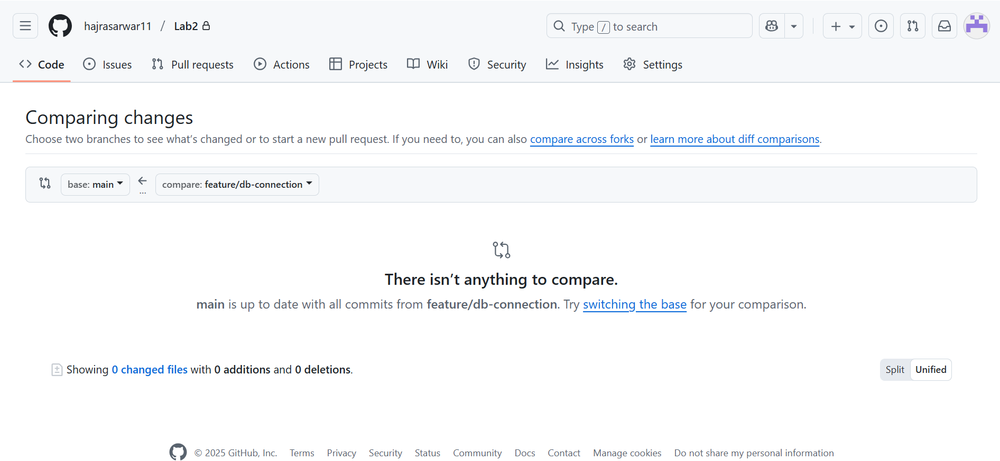 hajrasarwar11 / Lab2
Type / to search
Code Issues Pull requests Actions Projects Wiki Security Insights Settings
Comparing changes
Choose two branches to see what’s changed or to start a new pull request. If you need to, you can also compare across forks or learn more about diff comparisons.
base: main ... compare: feature/db-connection
There isn’t anything to compare.
main is up to date with all commits from feature/db-connection. Try switching the base for your comparison.
Showing 0 changed files with 0 additions and 0 deletions. Split Unified
© 2025 GitHub, Inc. Terms Privacy Security Status Community Docs Contact Manage cookies Do not share my personal information